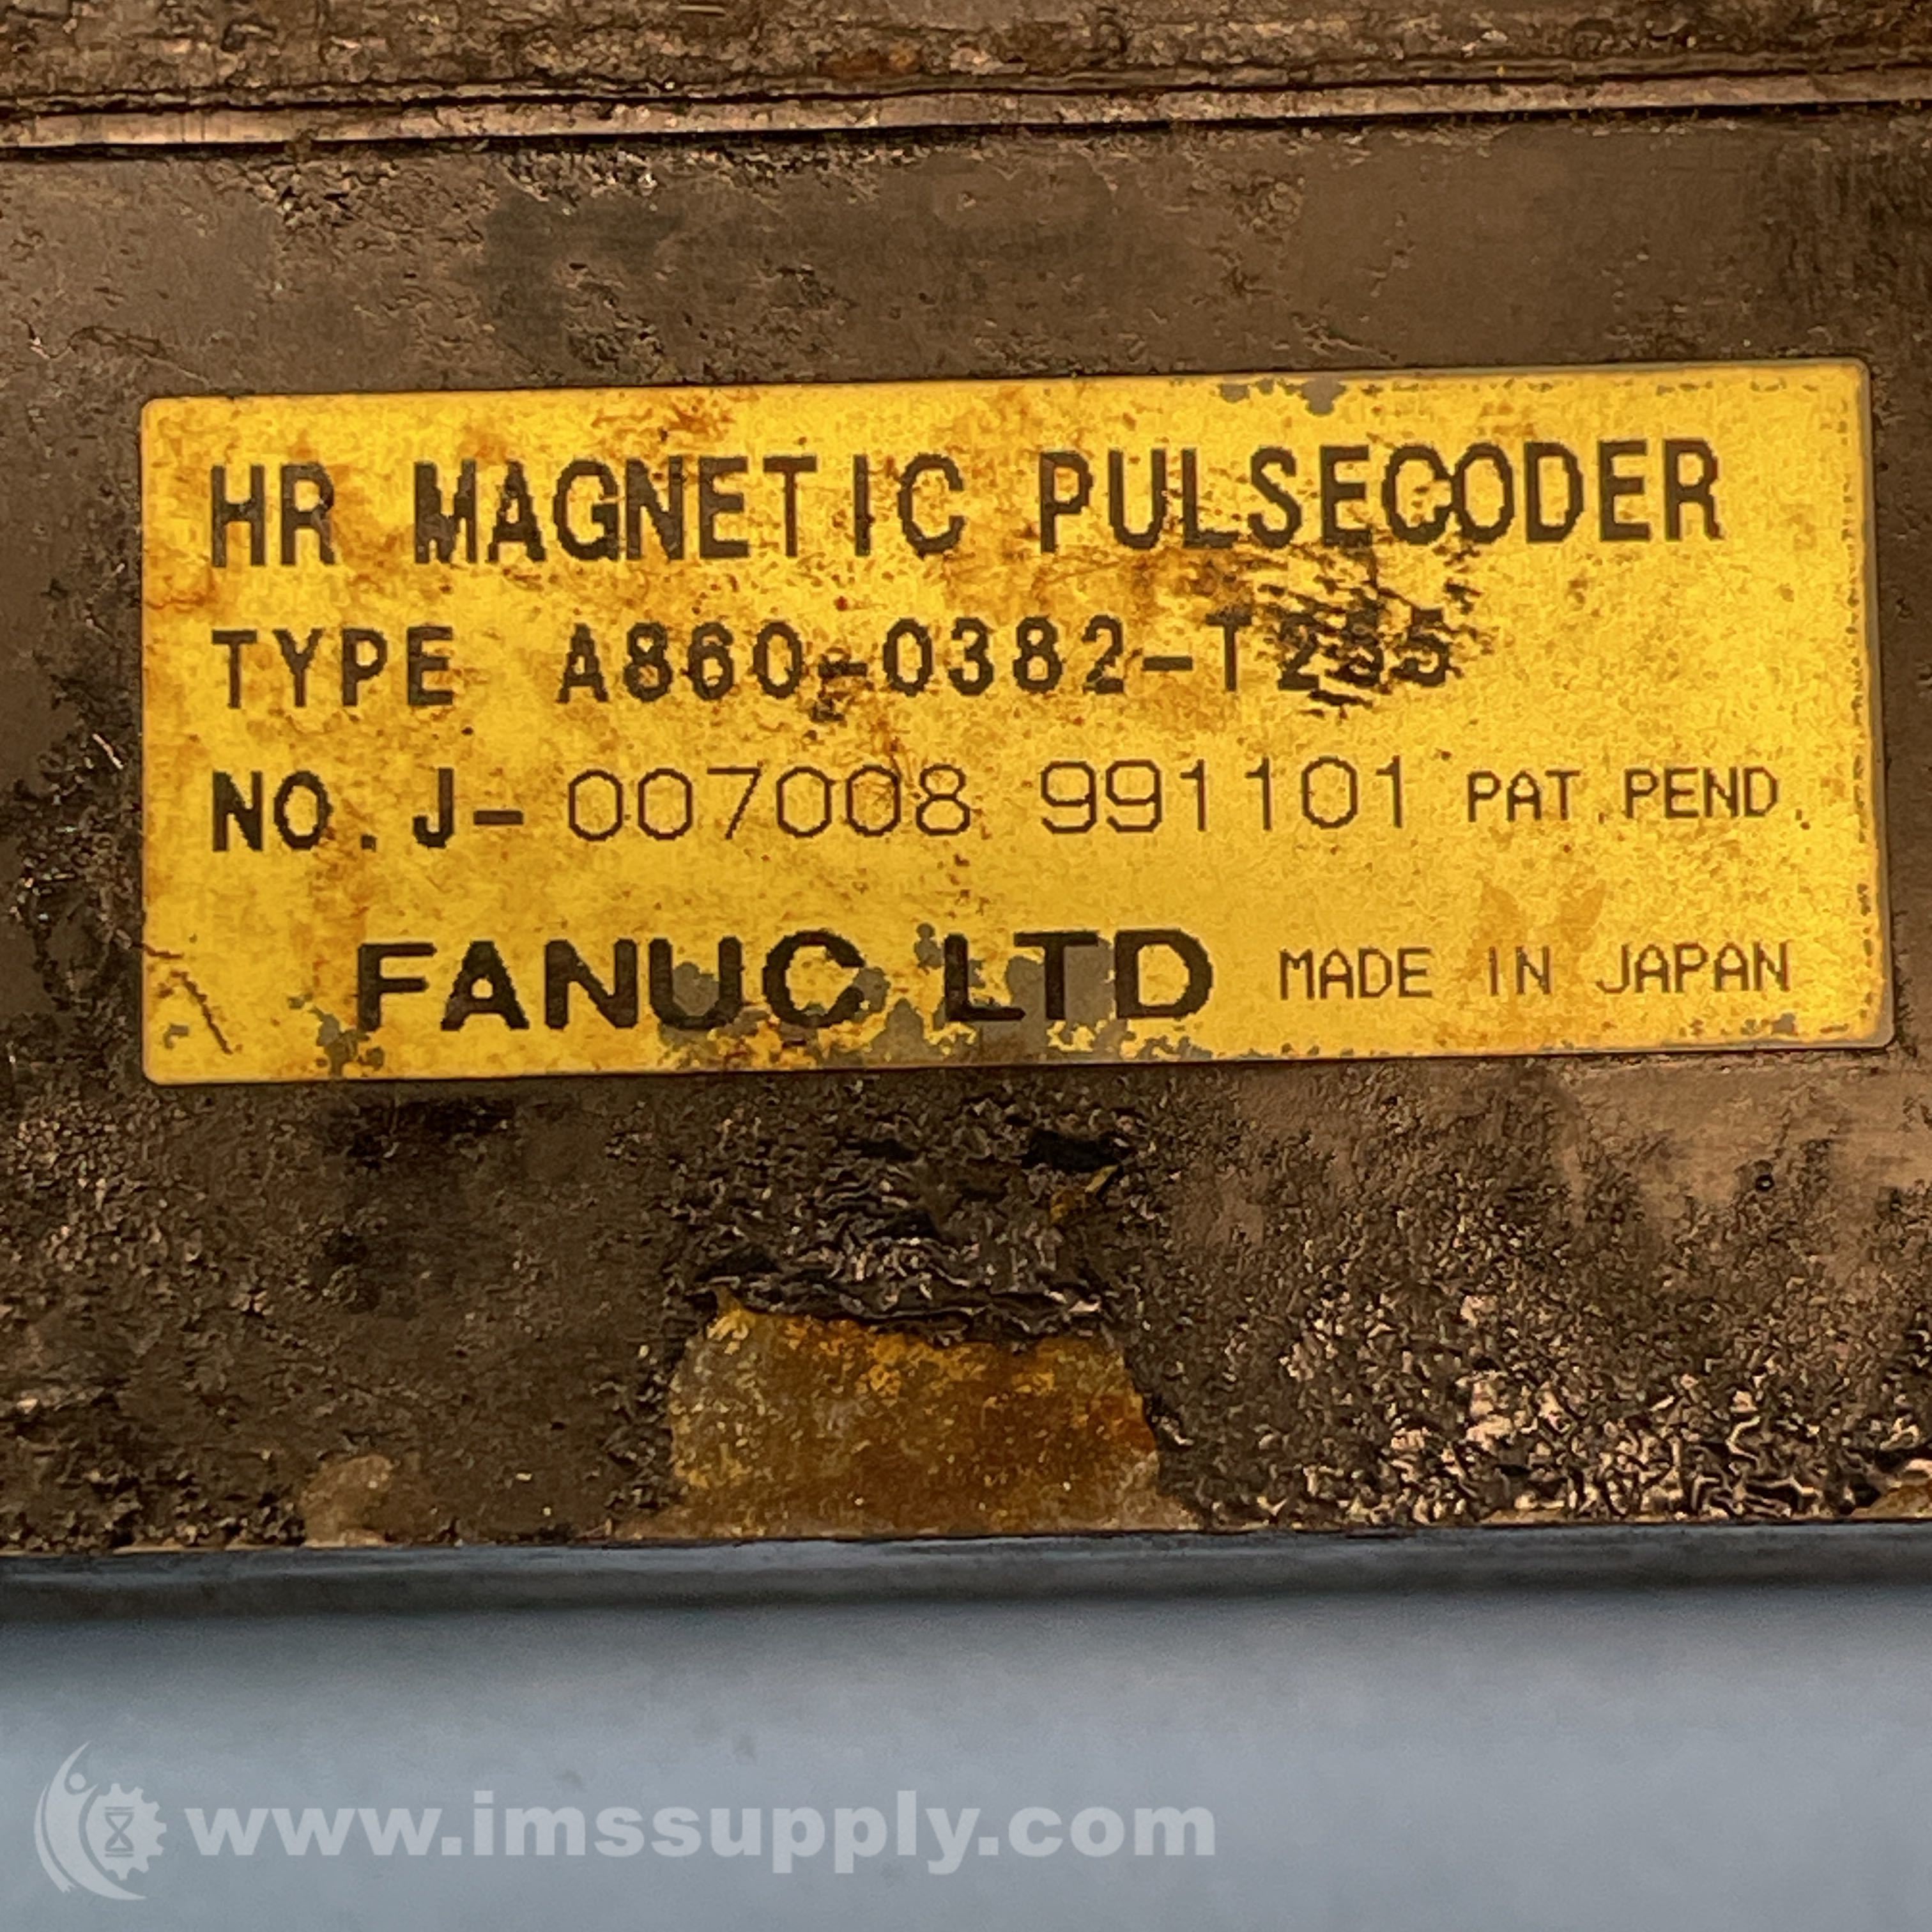 HR MAGNETIC PULSECODER
TYPE A860-0382-T255
NO. J- 007008 991101 PAT. PEND.
FANUC LTD MADE IN JAPAN
www.imssupply.com